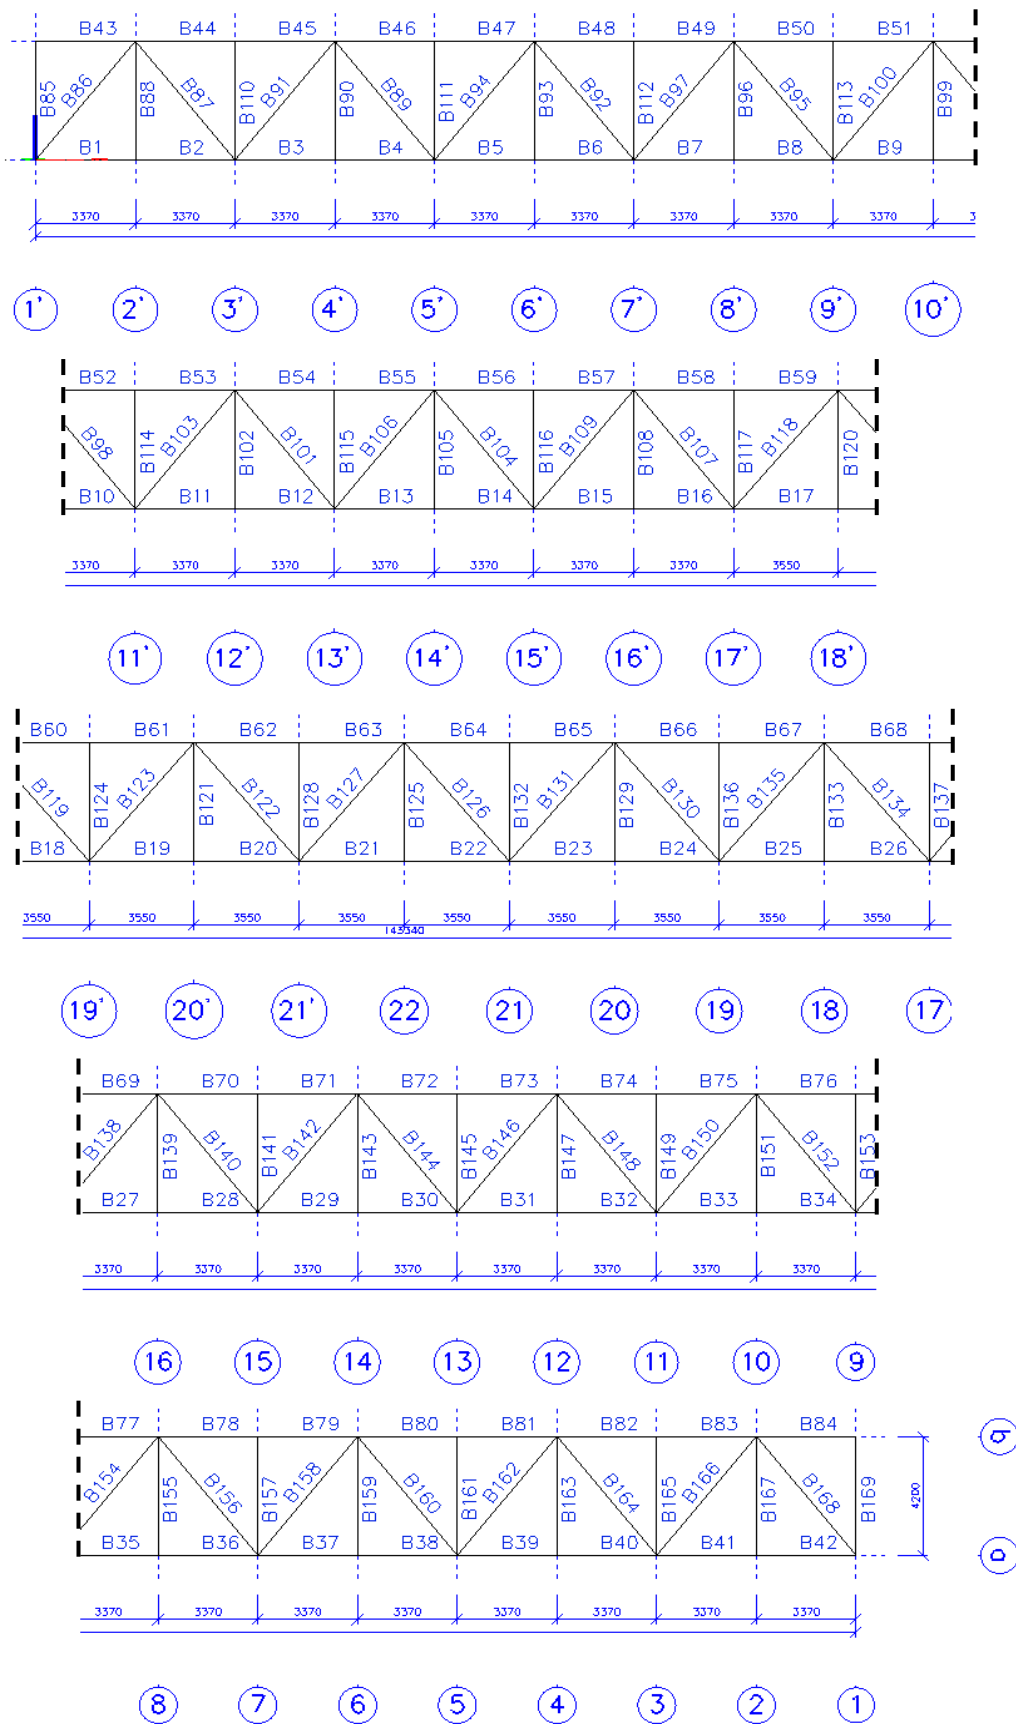 B43 B44 B45 B46 B47 B48 B49 B50 B51
B85 B86 B88 B87 B110 B91 B90 B89 B111 B94 B93 B92 B112 B97 B96 B95 B113 B100 B99
B1 B2 B3 B4 B5 B6 B7 B8 B9
3370 3370 3370 3370 3370 3370 3370 3370 3370 3
1' 2' 3' 4' 5' 6' 7' 8' 9' 10'
B52 B53 B54 B55 B56 B57 B58 B59
B98 B114 B103 B102 B101 B115 B106 B105 B104 B116 B109 B108 B107 B117 B118 B120
B10 B11 B12 B13 B14 B15 B16 B17
3370 3370 3370 3370 3370 3370 3370 3550
11' 12' 13' 14' 15' 16' 17' 18'
B60 B61 B62 B63 B64 B65 B66 B67 B68
B119 B124 B123 B121 B122 B128 B127 B125 B126 B132 B131 B129 B130 B136 B135 B133 B134 B137
B18 B19 B20 B21 B22 B23 B24 B25 B26
3550 3550 3550 3550 3550 3550 3550 3550 3550
143340
19' 20' 21' 22 21 20 19 18 17
B69 B70 B71 B72 B73 B74 B75 B76
B138 B139 B140 B141 B142 B143 B144 B145 B146 B147 B148 B149 B150 B151 B152 B153
B27 B28 B29 B30 B31 B32 B33 B34
3370 3370 3370 3370 3370 3370 3370 3370
16 15 14 13 12 11 10 9
B77 B78 B79 B80 B81 B82 B83 B84
B154 B155 B156 B157 B158 B159 B160 B161 B162 B163 B164 B165 B166 B167 B168 B169
4200
B35 B36 B37 B38 B39 B40 B41 B42
3370 3370 3370 3370 3370 3370 3370 3370
8 7 6 5 4 3 2 1